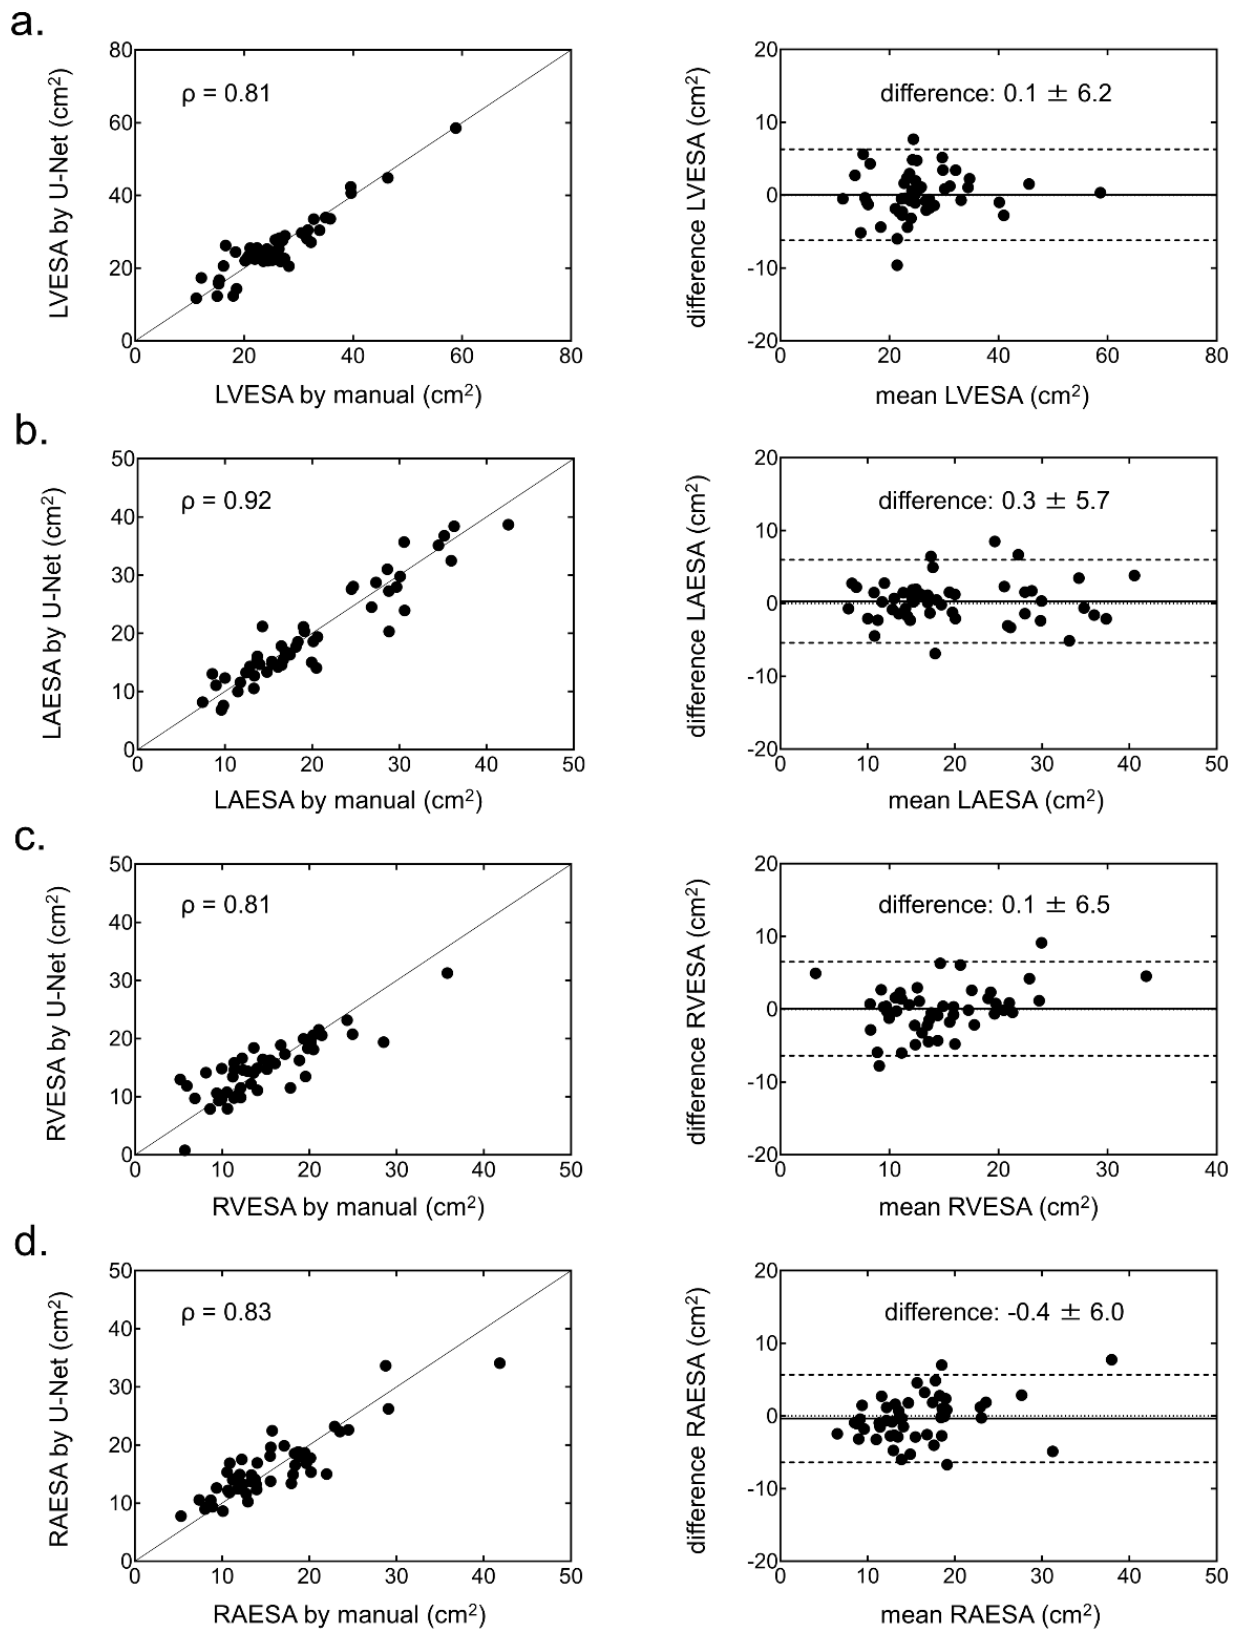 a.
80
60
40
20
0
LVESA by U-Net (cm²)
ρ = 0.81
0 20 40 60 80
LVESA by manual (cm²)
20
10
0
-10
-20
difference LVESA (cm²)
difference: 0.1 ± 6.2
0 20 40 60 80
mean LVESA (cm²)
b.
50
40
30
20
10
0
LAESA by U-Net (cm²)
ρ = 0.92
0 10 20 30 40 50
LAESA by manual (cm²)
20
10
0
-10
-20
difference LAESA (cm²)
difference: 0.3 ± 5.7
0 10 20 30 40 50
mean LAESA (cm²)
c.
50
40
30
20
10
0
RVESA by U-Net (cm²)
ρ = 0.81
0 10 20 30 40 50
RVESA by manual (cm²)
20
10
0
-10
-20
difference RVESA (cm²)
difference: 0.1 ± 6.5
0 10 20 30 40
mean RVESA (cm²)
d.
50
40
30
20
10
0
RAESA by U-Net (cm²)
ρ = 0.83
0 10 20 30 40 50
RAESA by manual (cm²)
20
10
0
-10
-20
difference RAESA (cm²)
difference: -0.4 ± 6.0
0 10 20 30 40 50
mean RAESA (cm²)